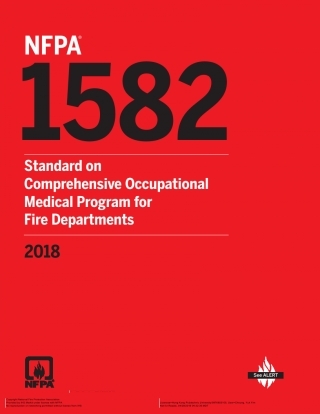 NFPA®
1582
Standard on
Comprehensive Occupational
Medical Program for
Fire Departments
2018
NFPA
See ALERT